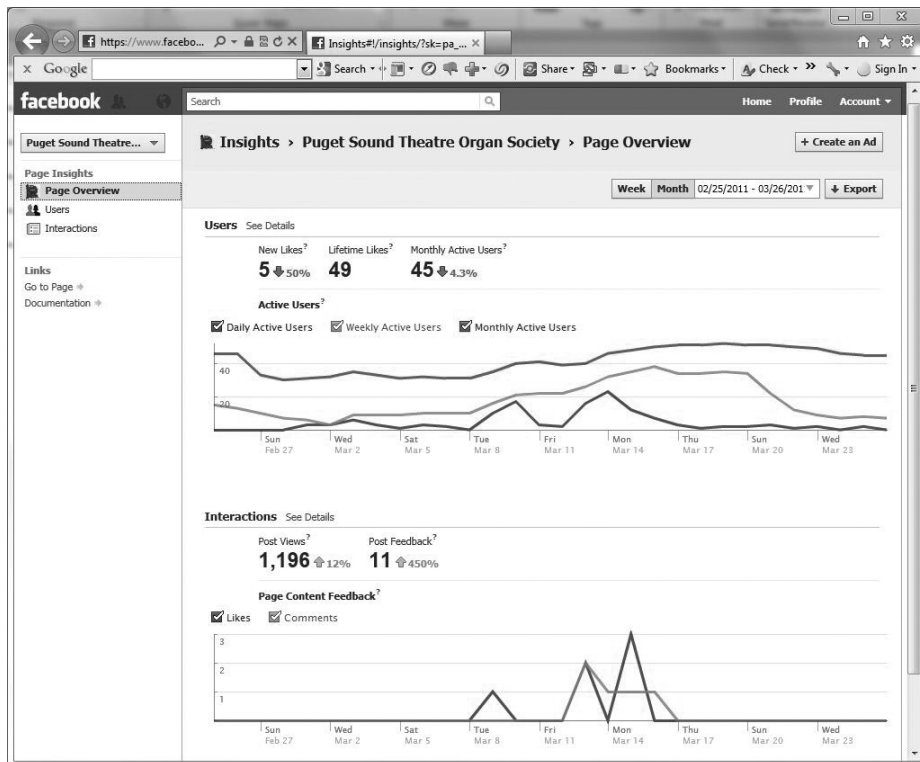 https://www.facebo...
Insights#!/insights/?sk=pa_...
x Google Search Share Bookmarks Check Sign In
facebook Search Home Profile Account
Puget Sound Theatre...
Insights › Puget Sound Theatre Organ Society › Page Overview
+ Create an Ad
Page Insights
Page Overview
Users
Interactions
Links
Go to Page
Documentation
Week Month 02/25/2011 - 03/26/201 Export
Users See Details
New Likes? Lifetime Likes? Monthly Active Users?
5 50% 49 45 4.3%
Active Users?
Daily Active Users Weekly Active Users Monthly Active Users
40
20
Sun Wed Sat Tue Fri Mon Thu Sun Wed
Feb 27 Mar 2 Mar 5 Mar 8 Mar 11 Mar 14 Mar 17 Mar 20 Mar 23
Interactions See Details
Post Views? Post Feedback?
1,196 12% 11 450%
Page Content Feedback?
Likes Comments
3
2
1
Sun Wed Sat Tue Fri Mon Thu Sun Wed
Feb 27 Mar 2 Mar 5 Mar 8 Mar 11 Mar 14 Mar 17 Mar 20 Mar 23